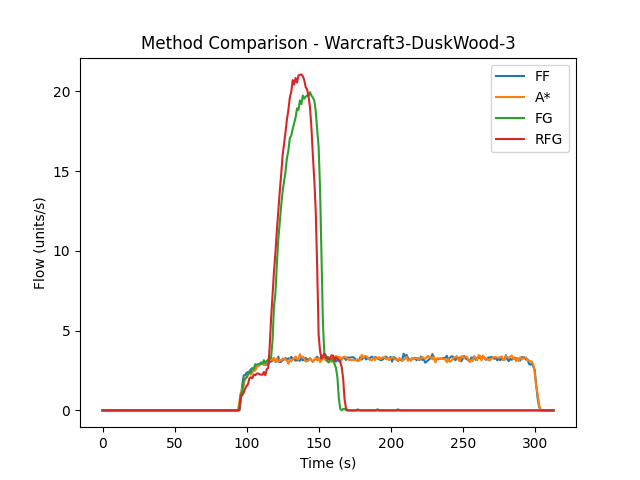 Method Comparison - Warcraft3-DuskWood-3
FF
A*
FG
RFG
20
15
10
5
0
Flow (units/s)
0 50 100 150 200 250 300
Time (s)